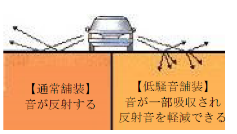 【通常舗装】
音が反射する
【低騒音舗装】
音が一部吸収され
反射音を軽減できる